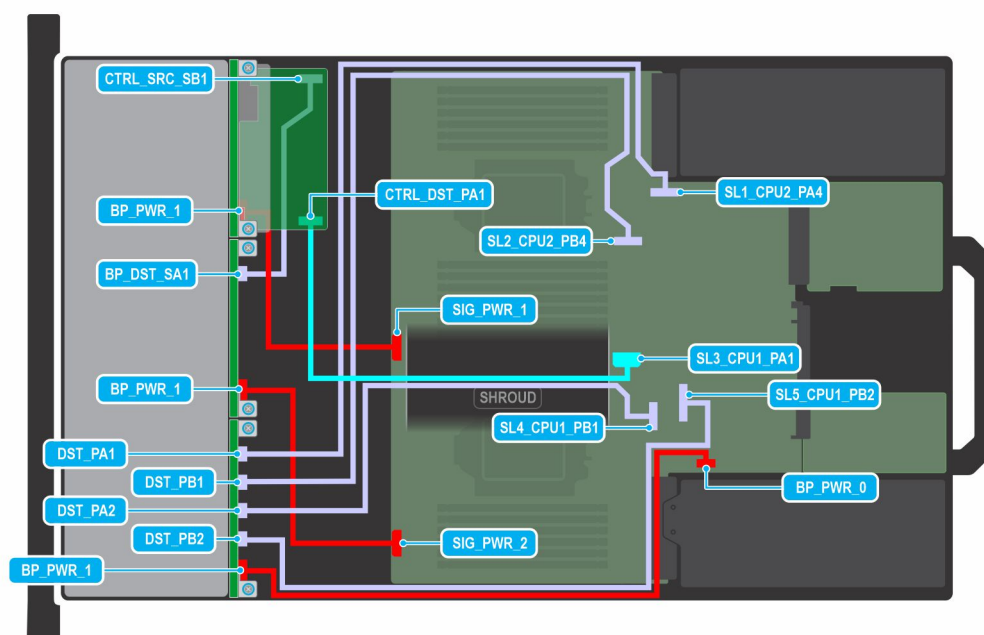 CTRL_SRC_SB1
CTRL_DST_PA1
SL1_CPU2_PA4
BP_PWR_1
SL2_CPU2_PB4
BP_DST_SA1
SIG_PWR_1
SL3_CPU1_PA1
BP_PWR_1
SHROUD
SL5_CPU1_PB2
SL4_CPU1_PB1
DST_PA1
DST_PB1
BP_PWR_0
DST_PA2
DST_PB2
SIG_PWR_2
BP_PWR_1